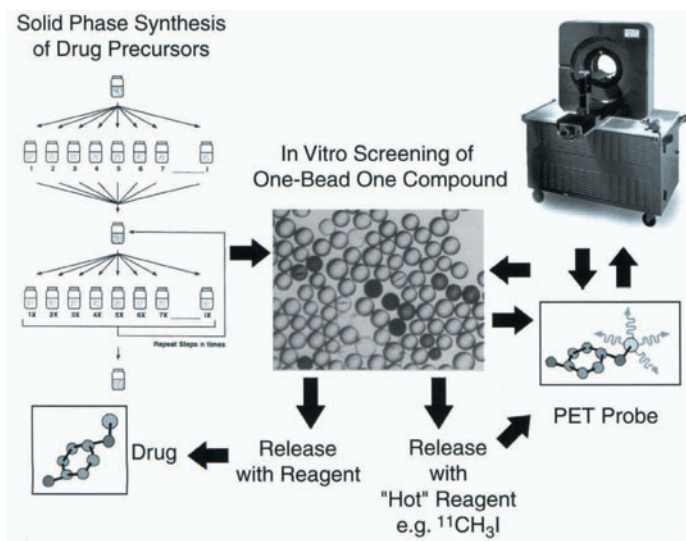 Solid Phase Synthesis
of Drug Precursors
1 2 3 4 5 6 7 I
In Vitro Screening of
One-Bead One Compound
1X 2X 3X 4X 5X 6X 7X IX
Repeat Steps n times
Drug
Release
with Reagent
Release
with
"Hot" Reagent
e.g. ¹¹CH₃I
PET Probe